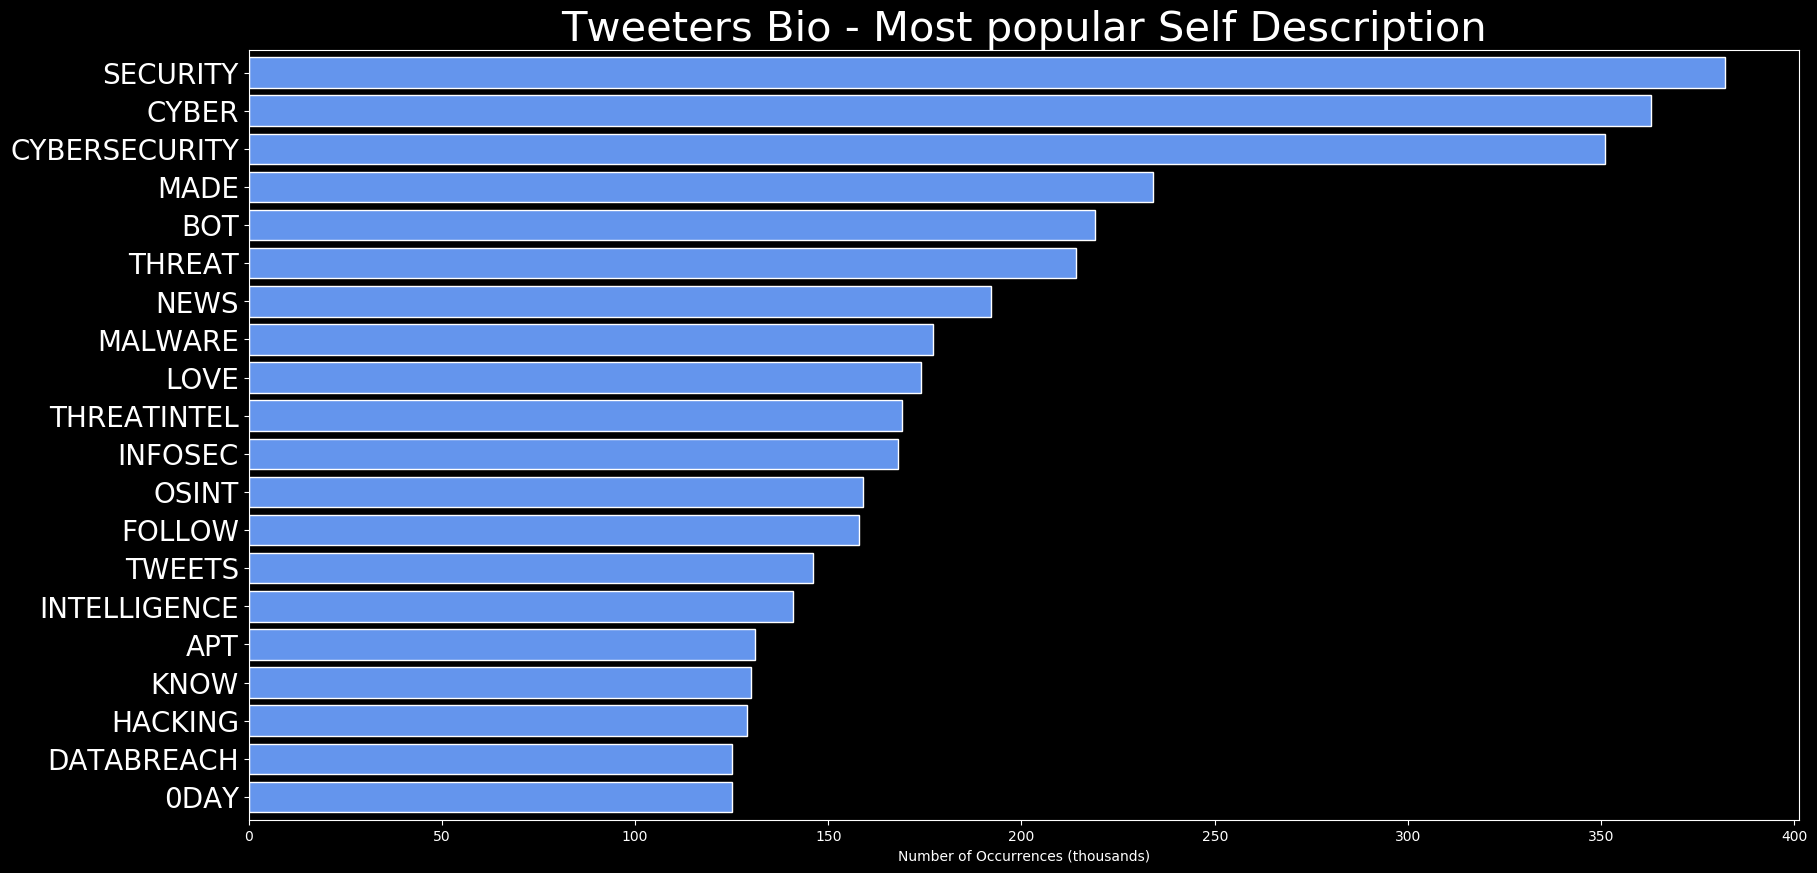 Tweeters Bio - Most popular Self Description
SECURITY
CYBER
CYBERSECURITY
MADE
BOT
THREAT
NEWS
MALWARE
LOVE
THREATINTEL
INFOSEC
OSINT
FOLLOW
TWEETS
INTELLIGENCE
APT
KNOW
HACKING
DATABREACH
0DAY
0 50 100 150 200 250 300 350 400
Number of Occurrences (thousands)